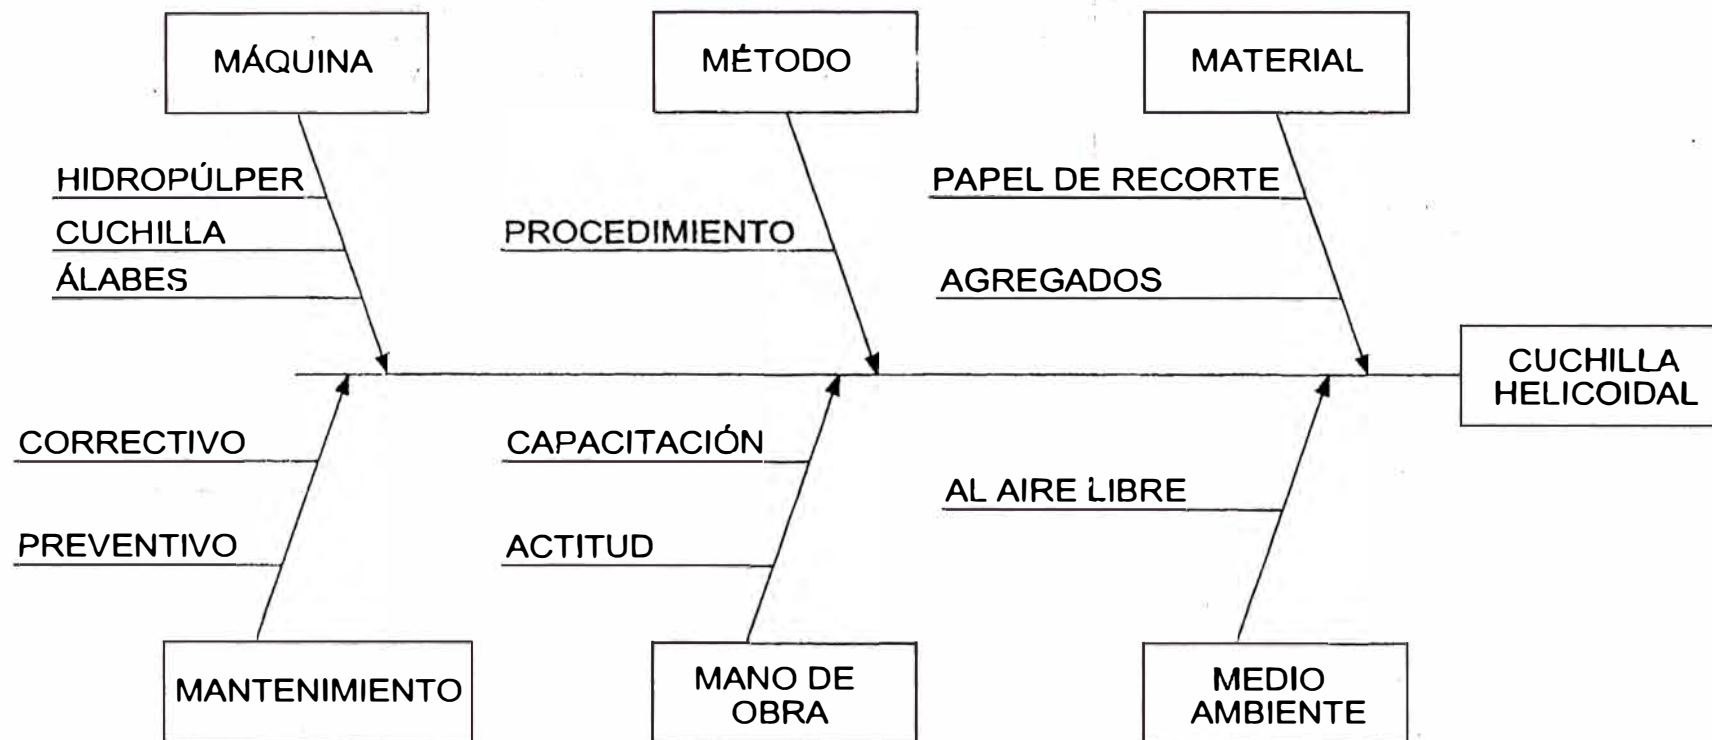 MÁQUINA
MÉTODO
MATERIAL
HIDROPÚLPER
CUCHILLA
ÁLABES
PROCEDIMIENTO
PAPEL DE RECORTE
AGREGADOS
CUCHILLA
HELICOIDAL
CORRECTIVO
PREVENTIVO
CAPACITACIÓN
ACTITUD
AL AIRE LIBRE
MANTENIMIENTO
MANO DE
OBRA
MEDIO
AMBIENTE